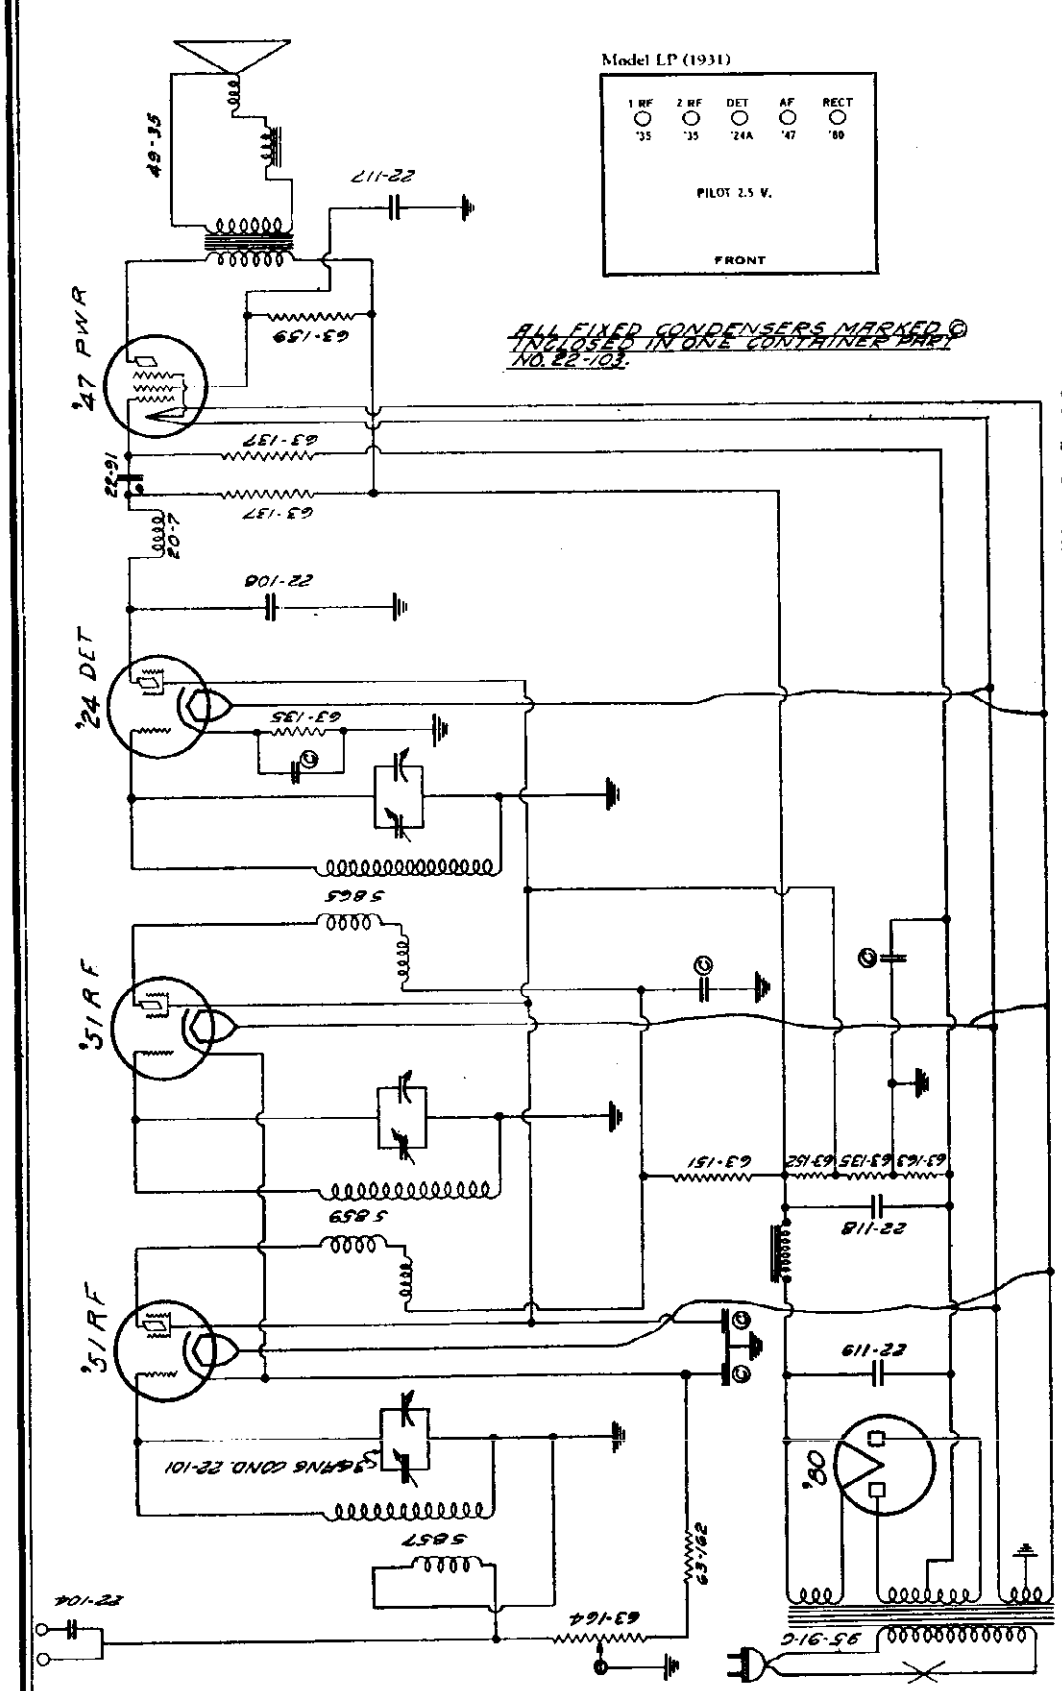 Model LP (1931)
1 RF 2 RF DET AF RECT
'35 '35 '24A '47 '80
PILOT 2.5 V.
FRONT
ALL FIXED CONDENSERS MARKED ©
INCLOSED IN ONE CONTAINER PART
NO. 22-103.
49-35
22-117
'47 PWR
63-159
63-137
22-91
63-137
20-7
22-108
'24 DET
63-135
©
5865
'51 RF
©
©
63-151
63-152
63-135
63-163
5859
22-118
'51 RF
©
©
22-119
3 GANG COND. 22-101
'80
5857
63-162
22-104
63-164
95-91-C